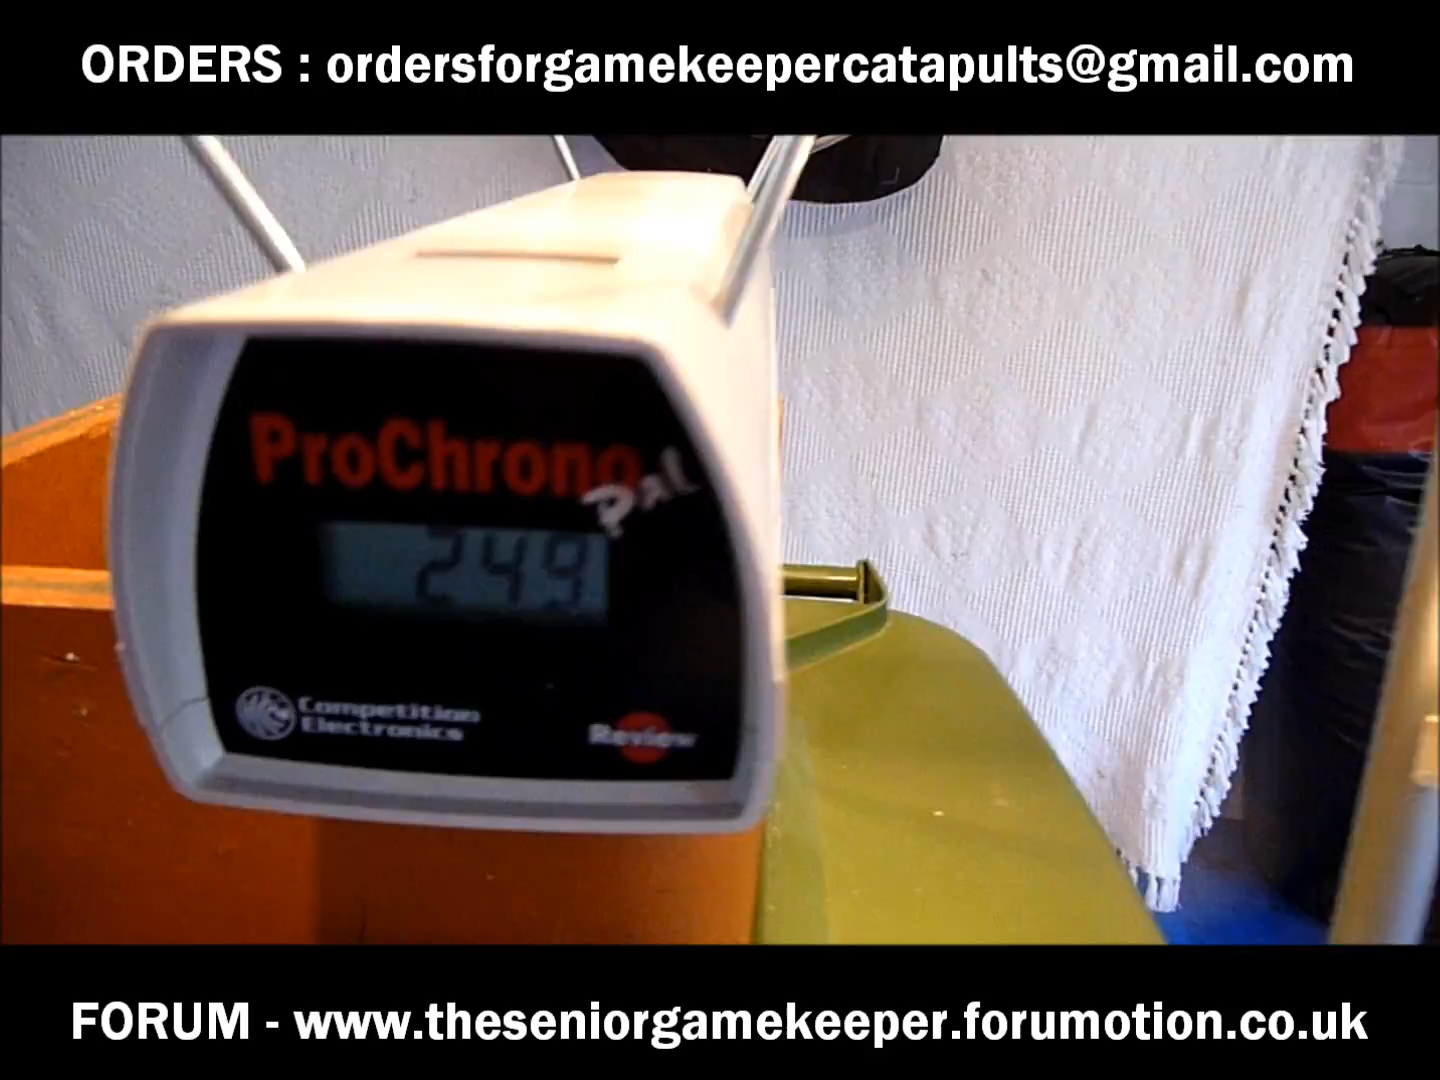 ORDERS : ordersforgamekeepercatapults@gmail.com
ProChrono
Pal
249
Competition
Electronics
Review
FORUM - www.theseniorgamekeeper.forumotion.co.uk